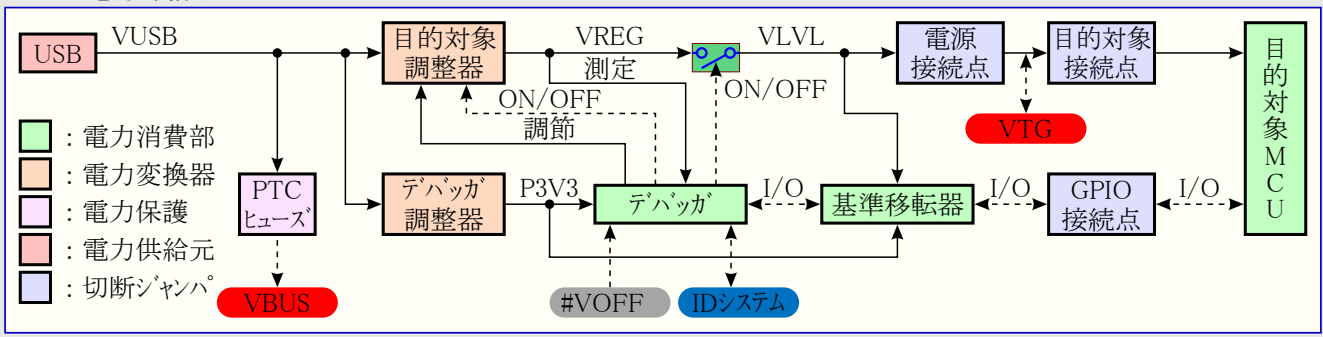 USB
VUSB
目的対象
調整器
VREG
測定
VLVL
電源
接続点
目的対象
接続点
目的対象MCU
ON/OFF
調節
ON/OFF
VTG
：電力消費部
：電力変換器
：電力保護
：電力供給元
：切断ジャンパ
PTC
ヒューズ
デバッガ
調整器
P3V3
デバッガ
I/O
基準移転器
I/O
GPIO
接続点
I/O
VBUS
#VOFF
IDシステム